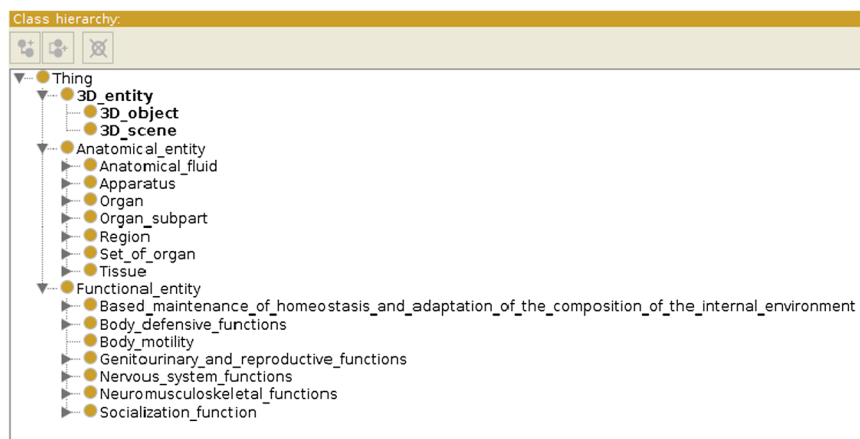 Class hierarchy:
Thing
3D_entity
3D_object
3D_scene
Anatomical_entity
Anatomical_fluid
Apparatus
Organ
Organ_subpart
Region
Set_of_organ
Tissue
Functional_entity
Based_maintenance_of_homeostasis_and_adaptation_of_the_composition_of_the_internal_environment
Body_defensive_functions
Body_motility
Genitourinary_and_reproductive_functions
Nervous_system_functions
Neuromusculoskeletal_functions
Socialization_function